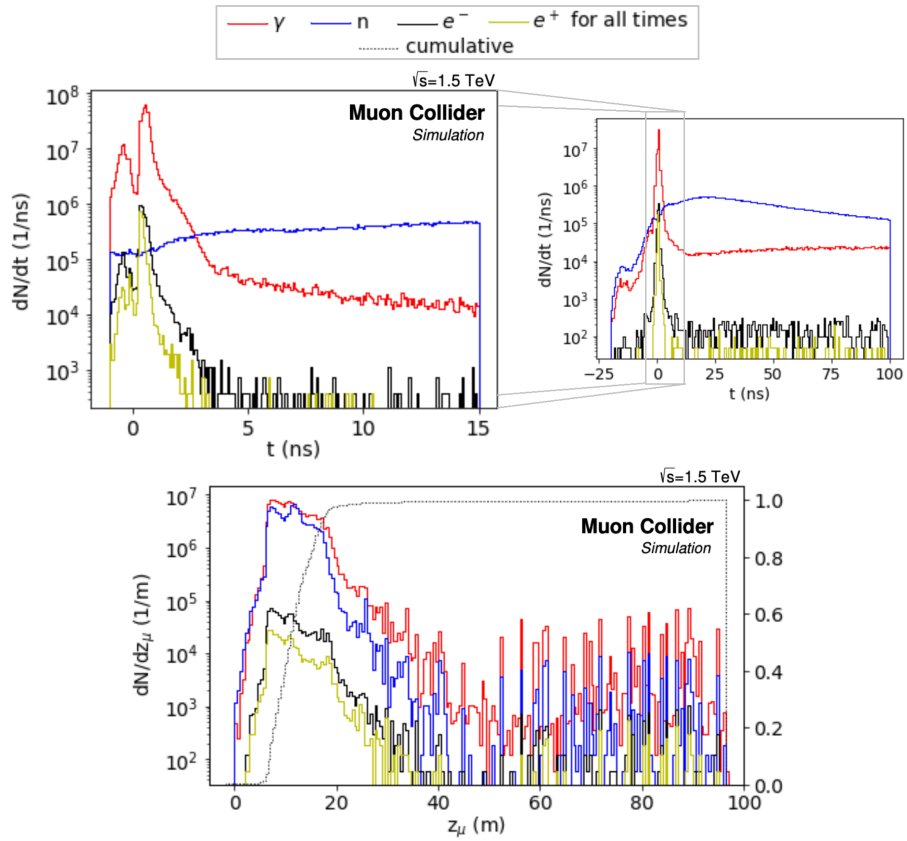 γ n e⁻ e⁺ for all times
cumulative
√s=1.5 TeV
Muon Collider
Simulation
dN/dt (1/ns)
10⁸
10⁷
10⁶
10⁵
10⁴
10³
0 5 10 15
t (ns)
dN/dt (1/ns)
10⁷
10⁶
10⁵
10⁴
10³
10²
−25 0 25 50 75 100
t (ns)
√s=1.5 TeV
Muon Collider
Simulation
dN/dz_μ (1/m)
10⁷
10⁶
10⁵
10⁴
10³
10²
1.0
0.8
0.6
0.4
0.2
0.0
0 20 40 60 80 100
z_μ (m)